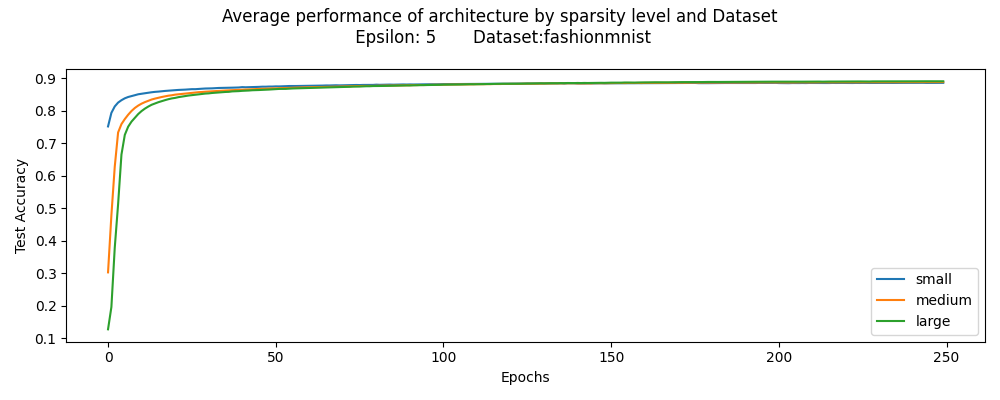 Average performance of architecture by sparsity level and Dataset
Epsilon: 5 Dataset:fashionmnist
0.9
0.8
0.7
0.6
0.5
0.4
0.3
0.2
0.1
Test Accuracy
small
medium
large
0 50 100 150 200 250
Epochs